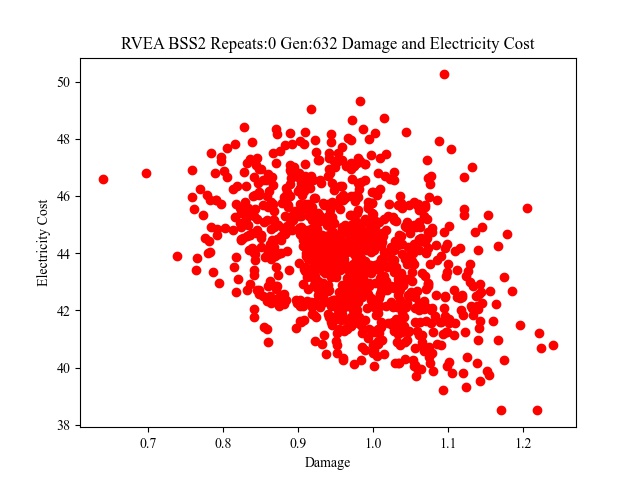 RVEA BSS2 Repeats:0 Gen:632 Damage and Electricity Cost
50
48
46
44
42
40
38
Electricity Cost
0.7 0.8 0.9 1.0 1.1 1.2
Damage